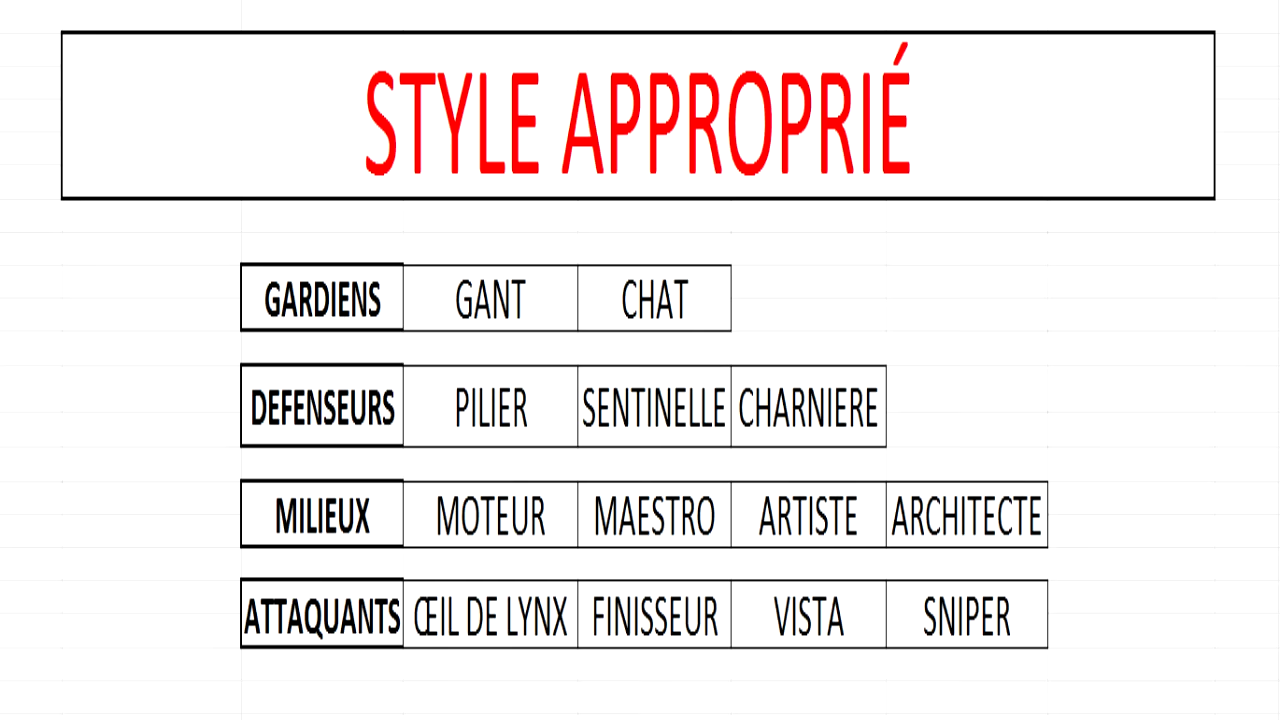 STYLE APPROPRIÉ
GARDIENS GANT CHAT
DEFENSEURS PILIER SENTINELLE CHARNIERE
MILIEUX MOTEUR MAESTRO ARTISTE ARCHITECTE
ATTAQUANTS ŒIL DE LYNX FINISSEUR VISTA SNIPER